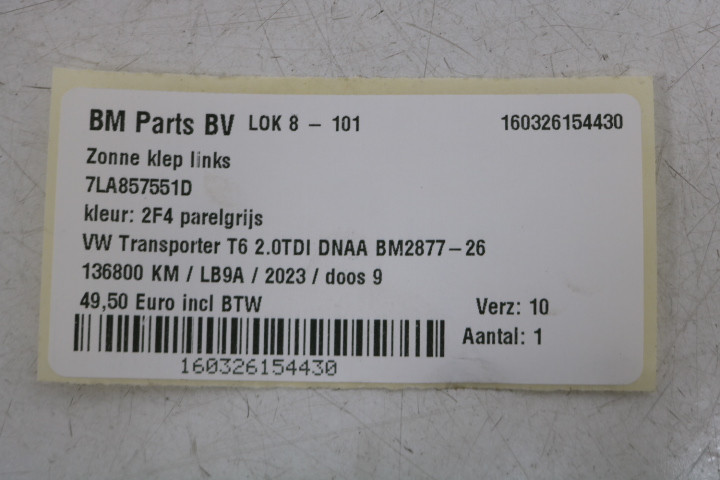 BM Parts BV LOK 8 - 101 160326154430
Zonne klep links
7LA857551D
kleur: 2F4 parelgrijs
VW Transporter T6 2.0TDI DNAA BM2877-26
136800 KM / LB9A / 2023 / doos 9
49,50 Euro incl BTW Verz: 10
Aantal: 1
160326154430